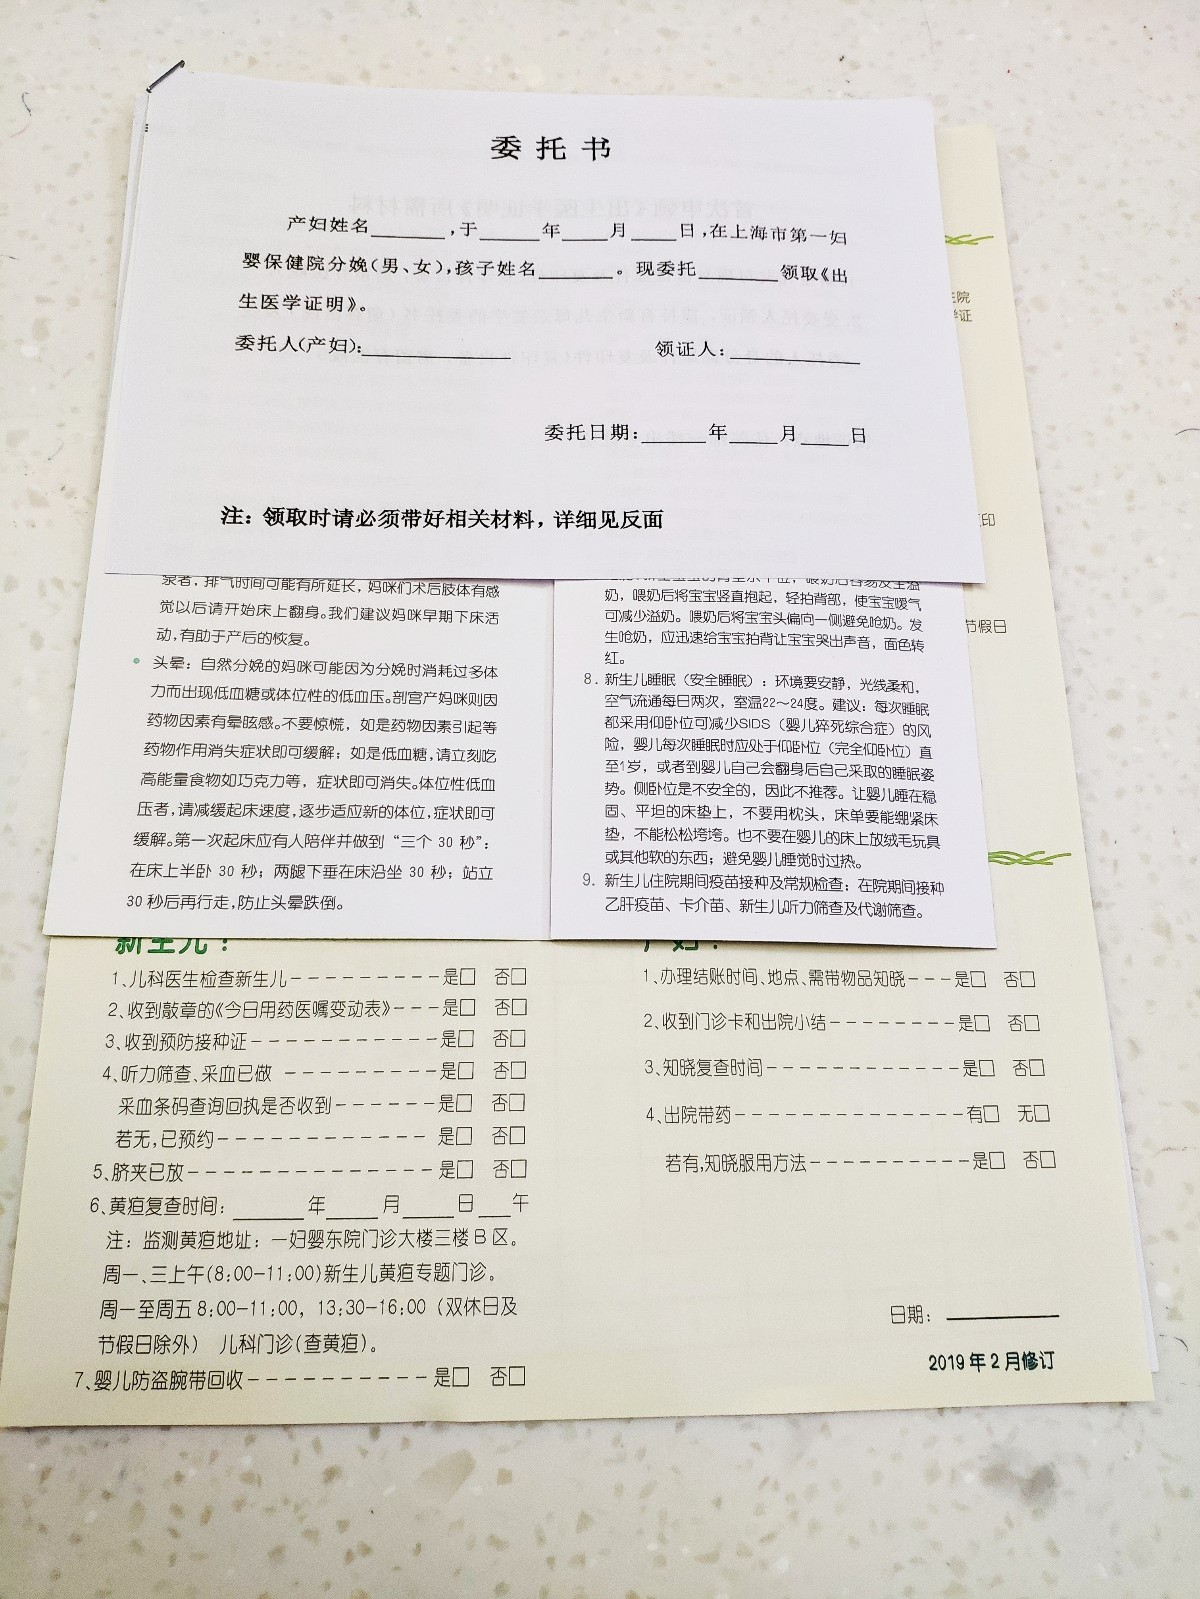 委托书
产妇姓名______,于_____年____月____日,在上海市第一妇
婴保健院分娩(男、女),孩子姓名______。现委托______领取《出
生医学证明》。
委托人(产妇):__________ 领证人:__________
委托日期:_____年____月____日
注：领取时请必须带好相关材料，详细见反面
院
学证
印
节假日
泵者，排气时间可能有所延长，妈咪们术后肢体有感
觉以后请开始床上翻身。我们建议妈咪早期下床活
动，有助于产后的恢复。
• 头晕：自然分娩的妈咪可能因为分娩时消耗过多体
力而出现低血糖或体位性的低血压。剖宫产妈咪则因
药物因素有晕眩感。不要惊慌，如是药物因素引起等
药物作用消失症状即可缓解；如是低血糖，请立刻吃
高能量食物如巧克力等，症状即可消失。体位性低血
压者，请减缓起床速度，逐步适应新的体位，症状即可
缓解。第一次起床应有人陪伴并做到“三个 30 秒”：
在床上半卧 30 秒；两腿下垂在床沿坐 30 秒；站立
30 秒后再行走，防止头晕跌倒。
奶，喂奶后将宝宝竖直抱起，轻拍背部，使宝宝嗳气
可减少溢奶。喂奶后将宝宝头偏向一侧避免呛奶。发
生呛奶，应迅速给宝宝拍背让宝宝哭出声音，面色转
红。
8. 新生儿睡眠（安全睡眠）：环境要安静，光线柔和，
空气流通每日两次，室温22～24度。建议：每次睡眠
都采用仰卧位可减少SIDS（婴儿猝死综合症）的风
险，婴儿每次睡眠时应处于仰卧位（完全仰卧位）直
至1岁，或者到婴儿自己会翻身后自己采取的睡眠姿
势。侧卧位是不安全的，因此不推荐。让婴儿睡在稳
固、平坦的床垫上，不要用枕头，床单要能绷紧床
垫，不能松松垮垮。也不要在婴儿的床上放绒毛玩具
或其他软的东西；避免婴儿睡觉时过热。
9. 新生儿住院期间疫苗接种及常规检查：在院期间接种
乙肝疫苗、卡介苗、新生儿听力筛查及代谢筛查。
新生儿：
1、儿科医生检查新生儿----------是□ 否□
2、收到敲章的《今日用药医嘱变动表》---是□ 否□
3、收到预防接种证------------是□ 否□
4、听力筛查、采血已做 ----------是□ 否□
采血条码查询回执是否收到-------是□ 否□
若无，已预约-------------是□ 否□
5、脐夹已放---------------是□ 否□
6、黄疸复查时间：_____年____月____日___午
注：监测黄疸地址：一妇婴东院门诊大楼三楼 B 区。
周一、三上午(8:00-11:00)新生儿黄疸专题门诊。
周一至周五 8:00-11:00，13:30-16:00（双休日及
节假日除外） 儿科门诊(查黄疸)。
7、婴儿防盗腕带回收-----------是□ 否□
产妇：
1、办理结账时间、地点、需带物品知晓---是□ 否□
2、收到门诊卡和出院小结--------是□ 否□
3、知晓复查时间------------是□ 否□
4、出院带药--------------有□ 无□
若有,知晓服用方法----------是□ 否□
日期：________
2019 年 2 月修订